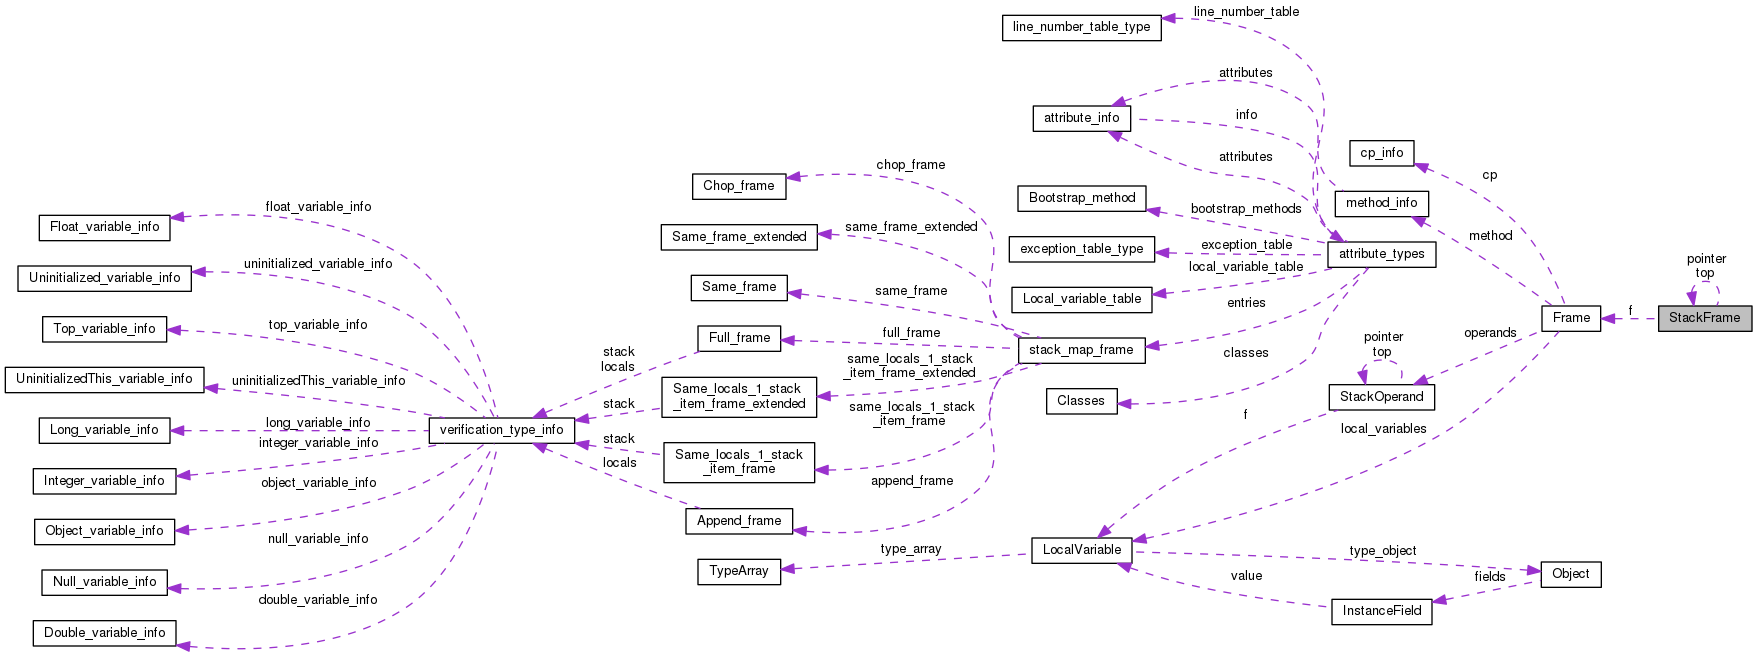 line_number_table
line_number_table_type
attributes
attribute_info
info
attributes
cp_info
chop_frame
Chop_frame
cp
Bootstrap_method
method_info
float_variable_info
bootstrap_methods
Float_variable_info
same_frame_extended
Same_frame_extended
method
exception_table_type
exception_table
attribute_types
uninitialized_variable_info
Uninitialized_variable_info
local_variable_table
pointer
top
Same_frame
same_frame
Local_variable_table
entries
top_variable_info
Top_variable_info
f
Frame
StackFrame
Full_frame
full_frame
operands
stack
locals
stack_map_frame
classes
pointer
top
uninitializedThis_variable_info
UninitializedThis_variable_info
same_locals_1_stack
_item_frame_extended
Same_locals_1_stack
_item_frame_extended
stack
Classes
StackOperand
same_locals_1_stack
_item_frame
f
local_variables
long_variable_info
Long_variable_info
verification_type_info
integer_variable_info
stack
locals
Same_locals_1_stack
_item_frame
Integer_variable_info
object_variable_info
append_frame
Append_frame
Object_variable_info
null_variable_info
type_array
LocalVariable
type_object
TypeArray
Object
value
fields
Null_variable_info
double_variable_info
InstanceField
Double_variable_info